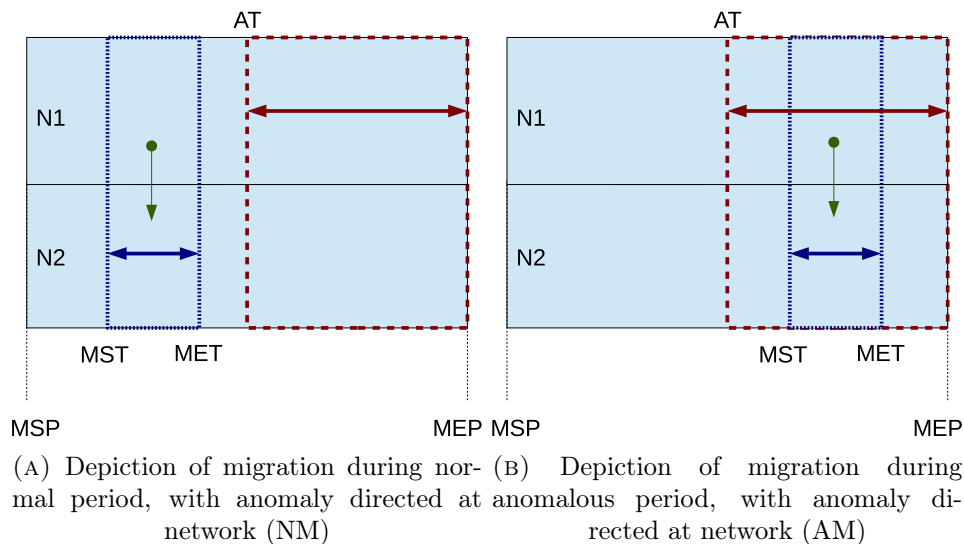 AT
N1
N2
MST MET
MSP MEP
(A) Depiction of migration during nor-
mal period, with anomaly directed at
network (NM)
AT
N1
N2
MST MET
MSP MEP
(B) Depiction of migration during
anomalous period, with anomaly di-
rected at network (AM)